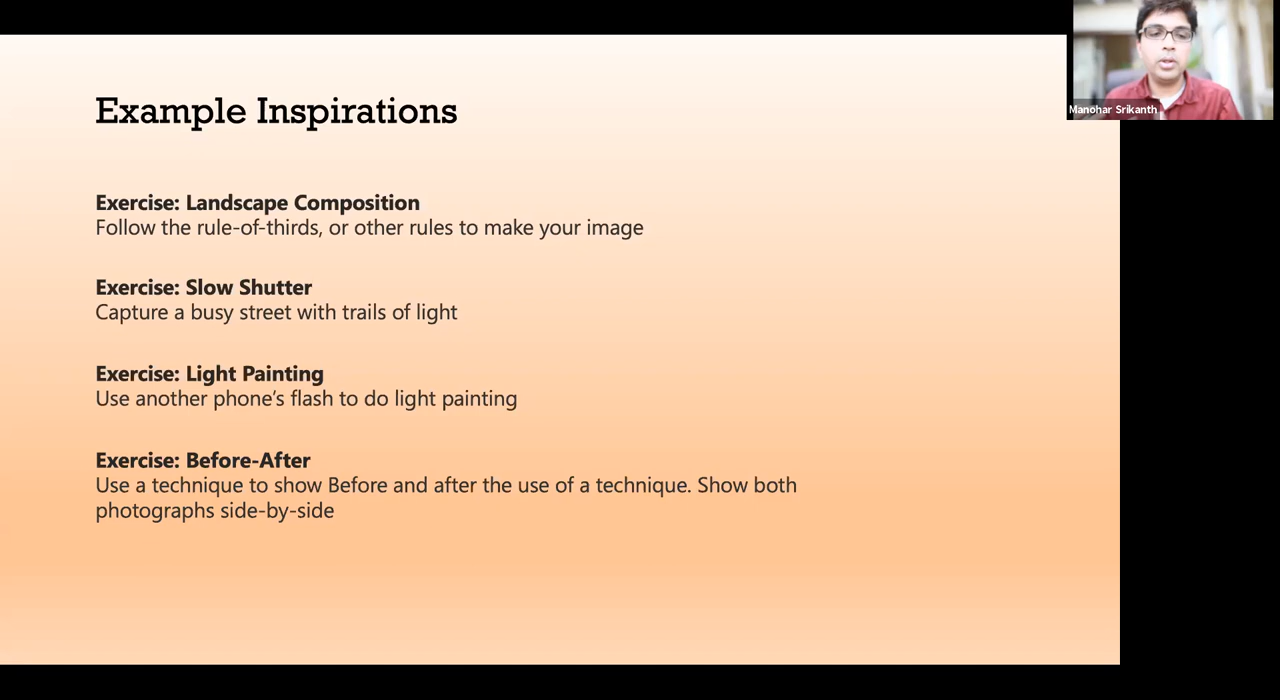 Example Inspirations
Exercise: Landscape Composition
Follow the rule-of-thirds, or other rules to make your image
Exercise: Slow Shutter
Capture a busy street with trails of light
Exercise: Light Painting
Use another phone’s flash to do light painting
Exercise: Before-After
Use a technique to show Before and after the use of a technique. Show both
photographs side-by-side
Manohar Srikanth